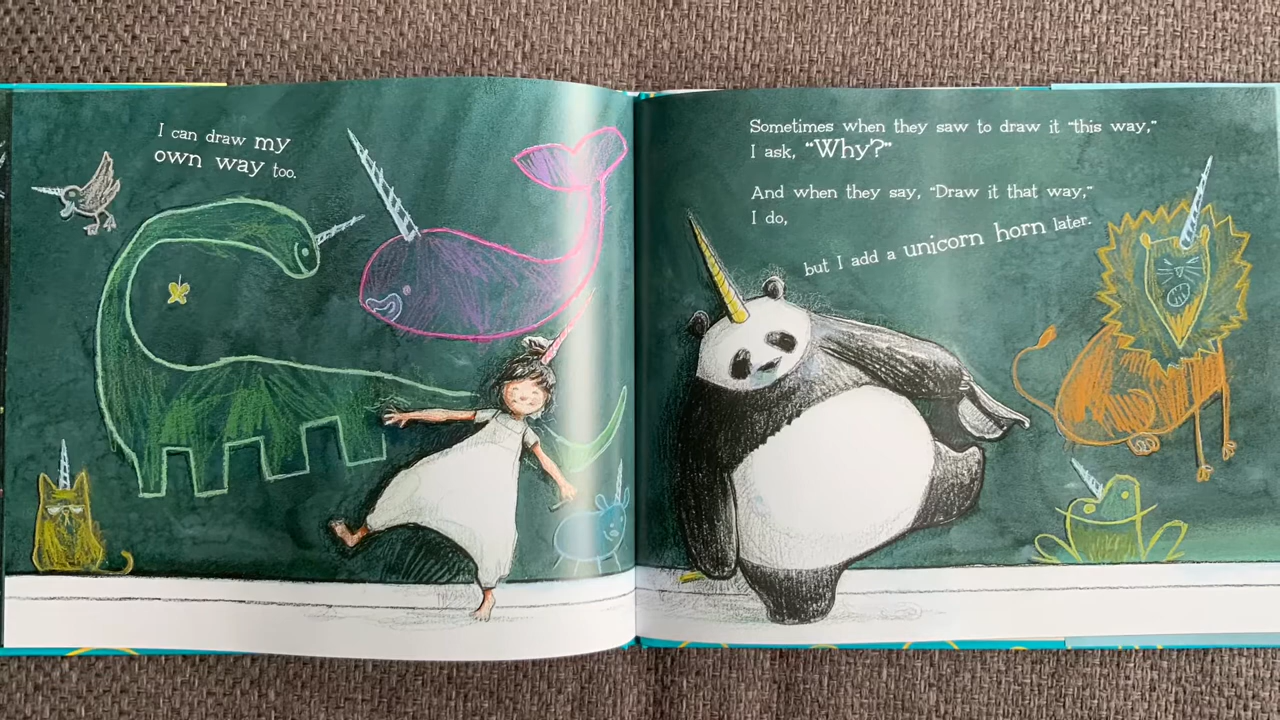 I can draw my
own way too.
Sometimes when they saw to draw it "this way,"
I ask, "Why?"
And when they say, "Draw it that way,"
I do,
but I add a unicorn horn later.